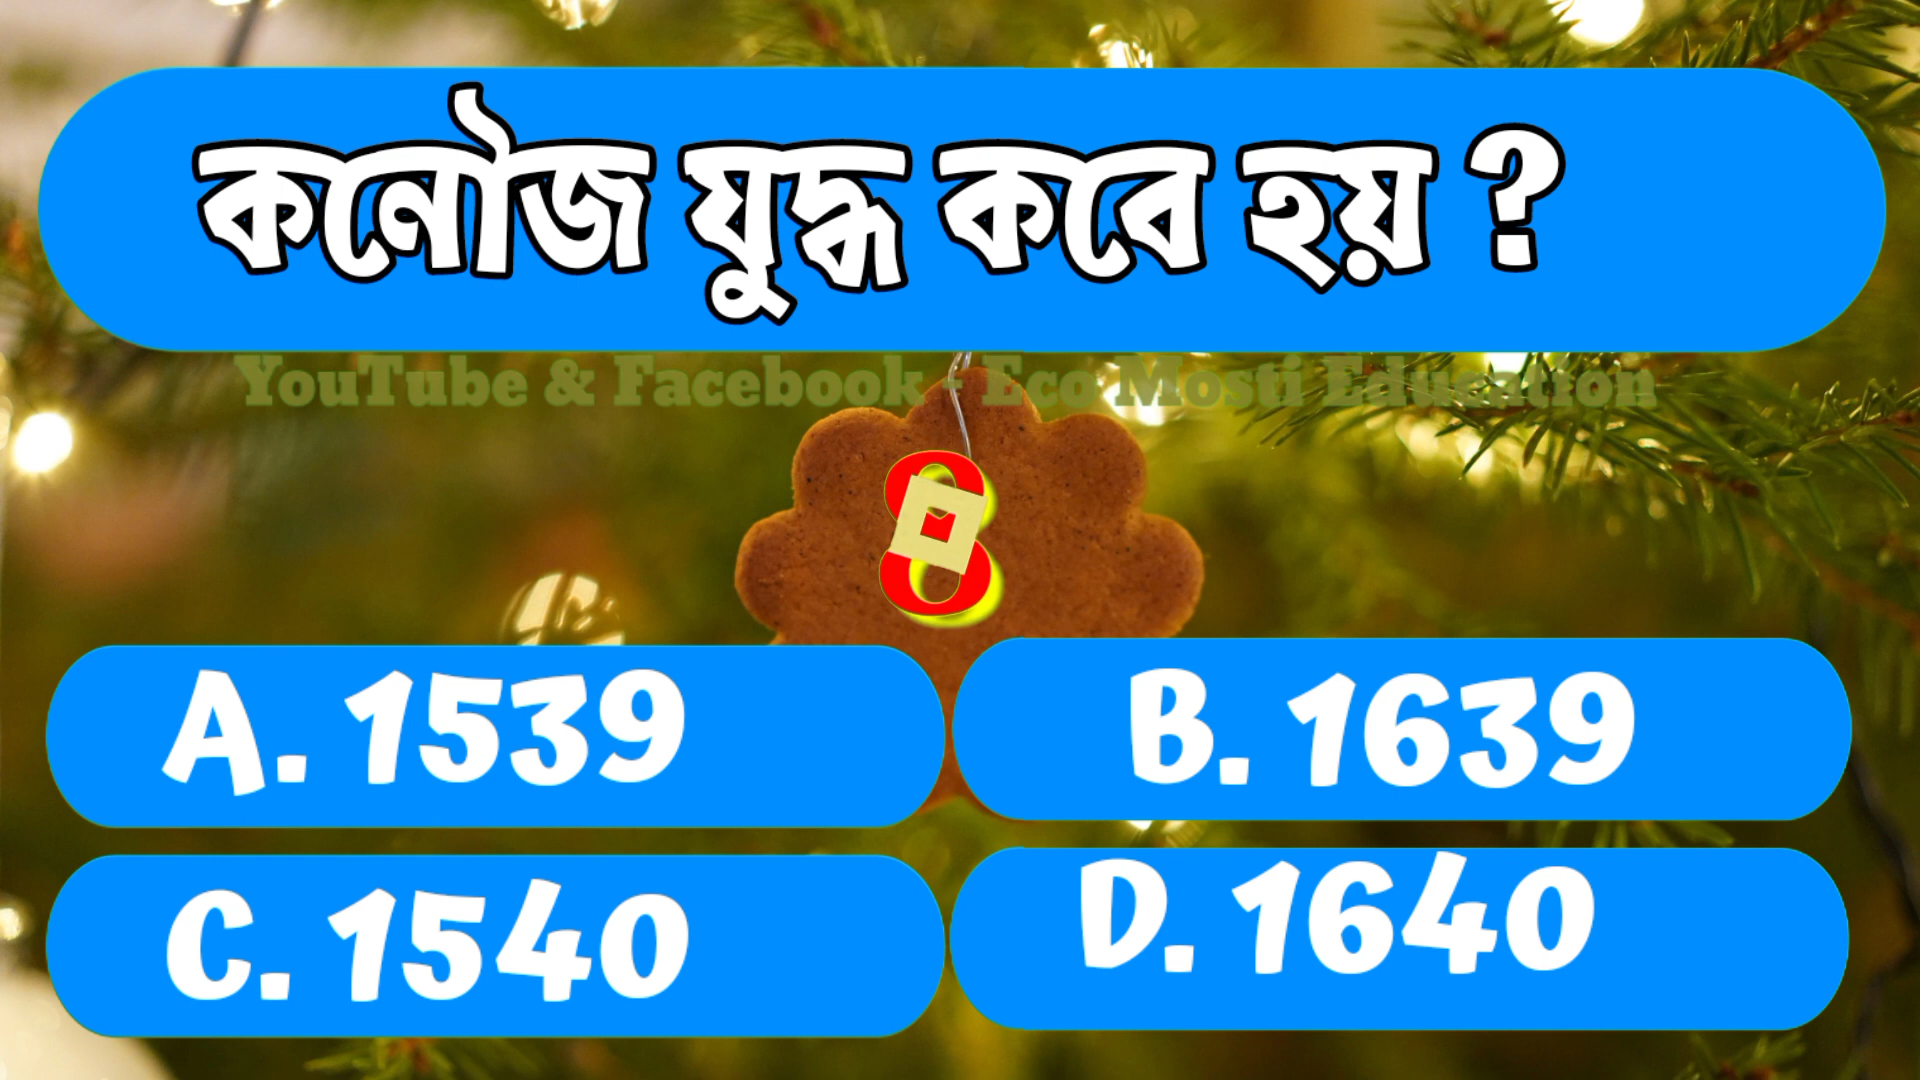 কনৌজ যুদ্ধ কবে হয় ?
YouTube & Facebook - Eco Mosti Education
8
A. 1539
B. 1639
C. 1540
D. 1640